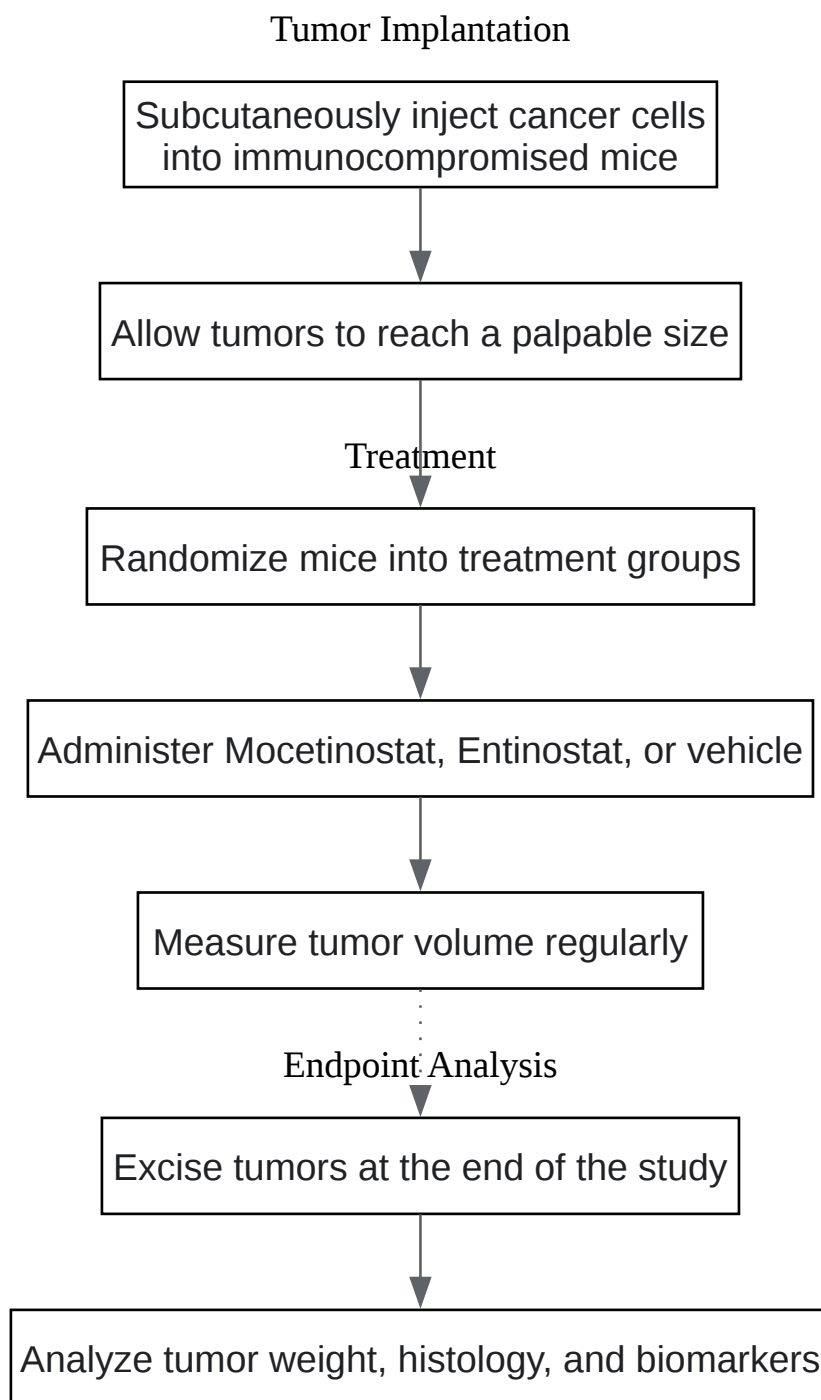 Tumor Implantation
Subcutaneously inject cancer cells
into immunocompromised mice
Allow tumors to reach a palpable size
Treatment
Randomize mice into treatment groups
Administer Mocetinostat, Entinostat, or vehicle
Measure tumor volume regularly
Endpoint Analysis
Excise tumors at the end of the study
Analyze tumor weight, histology, and biomarkers